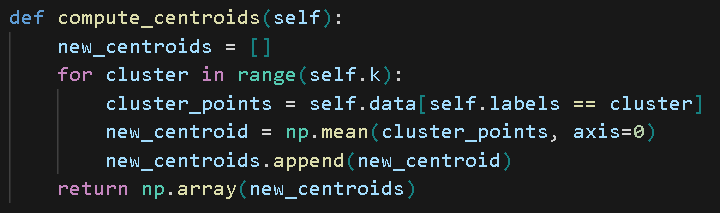 def compute_centroids(self):
    new_centroids = []
    for cluster in range(self.k):
        cluster_points = self.data[self.labels == cluster]
        new_centroid = np.mean(cluster_points, axis=0)
        new_centroids.append(new_centroid)
    return np.array(new_centroids)